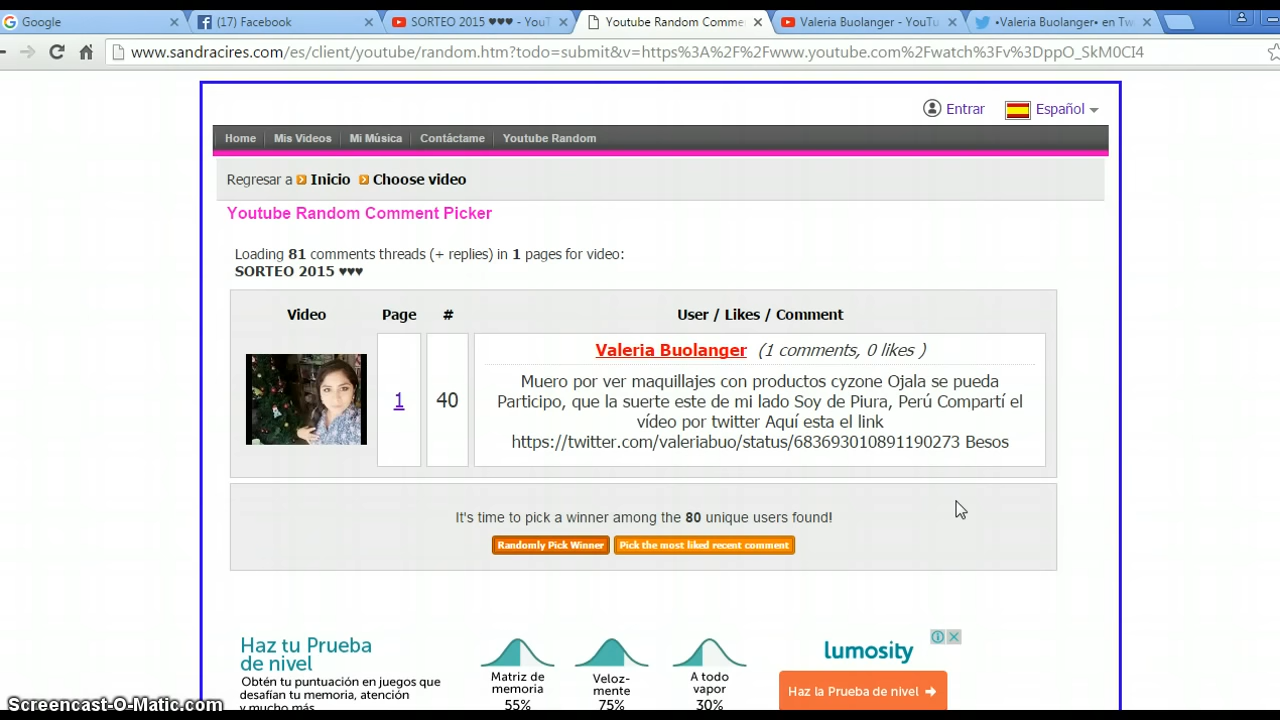 Google
(17) Facebook
SORTEO 2015 ♥♥♥ - You
Youtube Random Comme
Valeria Buolanger - YouTu
•Valeria Buolanger• en Tw
www.sandracires.com/es/client/youtube/random.htm?todo=submit&v=https%3A%2F%2Fwww.youtube.com%2Fwatch%3Fv%3DppO_SkM0CI4
Entrar
Español
Home
Mis Videos
Mi Música
Contáctame
Youtube Random
Regresar a Inicio Choose video
Youtube Random Comment Picker
Loading 81 comments threads (+ replies) in 1 pages for video:
SORTEO 2015 ♥♥♥
Video Page # User / Likes / Comment
Valeria Buolanger (1 comments, 0 likes )
1
40
Muero por ver maquillajes con productos cyzone Ojala se pueda
Participo, que la suerte este de mi lado Soy de Piura, Perú Compartí el
vídeo por twitter Aquí esta el link
https://twitter.com/valeriabuo/status/683693010891190273 Besos
It's time to pick a winner among the 80 unique users found!
Randomly Pick Winner
Pick the most liked recent comment
Haz tu Prueba
de nivel
Obtén tu puntuación en juegos que
desafían tu memoria, atención
y mucho más.
Matriz de
memoria
55%
Veloz-
mente
75%
A todo
vapor
30%
lumosity
Haz la Prueba de nivel
Screencast-O-Matic.com